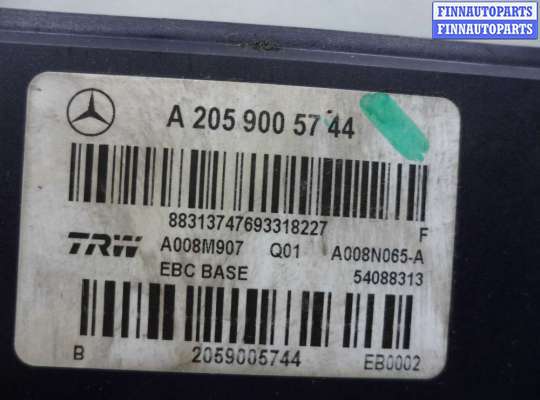 FINNAUTOPARTS
FINNAUTOPARTS
A 205 900 57 44
88313747693318227 F
TRW A008M907 Q01 A008N065-A
EBC BASE 54088313
B 2059005744 EB0002